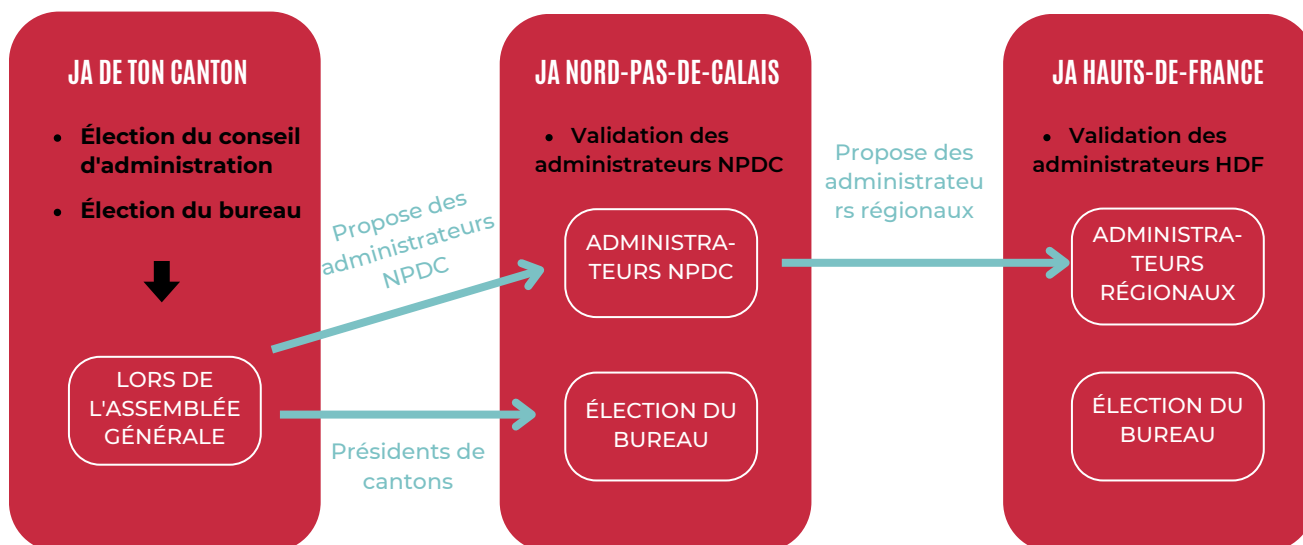 JA DE TON CANTON
• Élection du conseil
d'administration
• Élection du bureau
LORS DE
L'ASSEMBLÉE
GÉNÉRALE
Propose des
administrateurs
NPDC
Présidents de
cantons
JA NORD-PAS-DE-CALAIS
• Validation des
administrateurs NPDC
ADMINISTRA-
TEURS NPDC
ÉLECTION DU
BUREAU
Propose des
administrateu
rs régionaux
JA HAUTS-DE-FRANCE
• Validation des
administrateurs HDF
ADMINISTRA-
TEURS
RÉGIONAUX
ÉLECTION DU
BUREAU